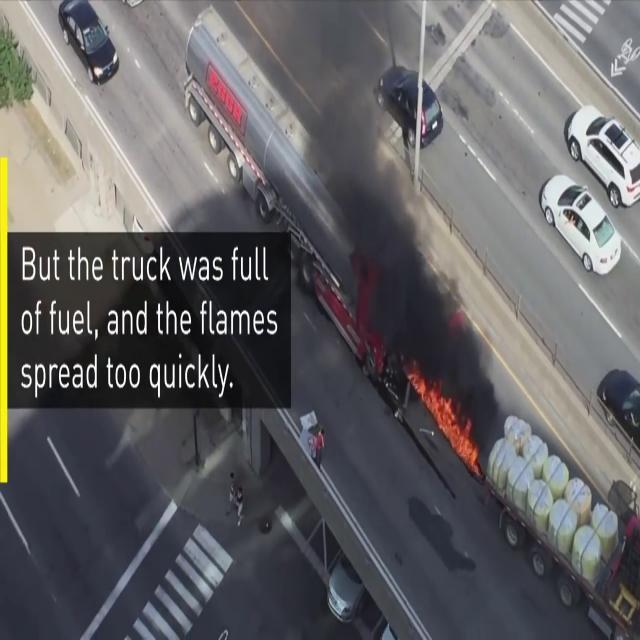 But the truck was full
of fuel, and the flames
spread too quickly.